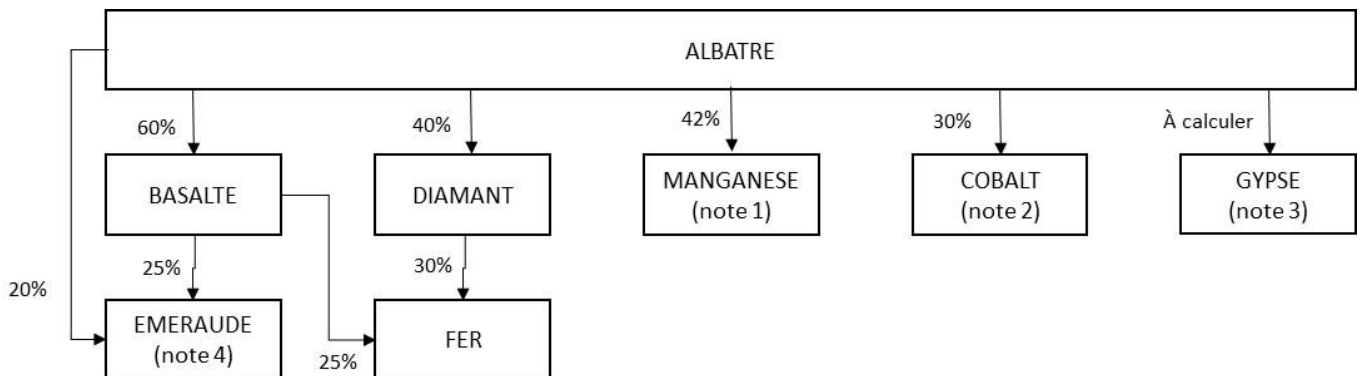 ALBATRE
60%
40%
42%
30%
À calculer
BASALTE
DIAMANT
MANGANESE
(note 1)
COBALT
(note 2)
GYPSE
(note 3)
20%
25%
30%
EMERAUDE
(note 4)
25%
FER